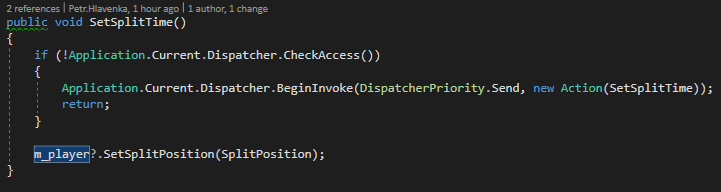 2 references | Petr.Hlavenka, 1 hour ago | 1 author, 1 change
public void SetSplitTime()
{
if (!Application.Current.Dispatcher.CheckAccess())
{
Application.Current.Dispatcher.BeginInvoke(DispatcherPriority.Send, new Action(SetSplitTime));
return;
}
m_player?.SetSplitPosition(SplitPosition);
}